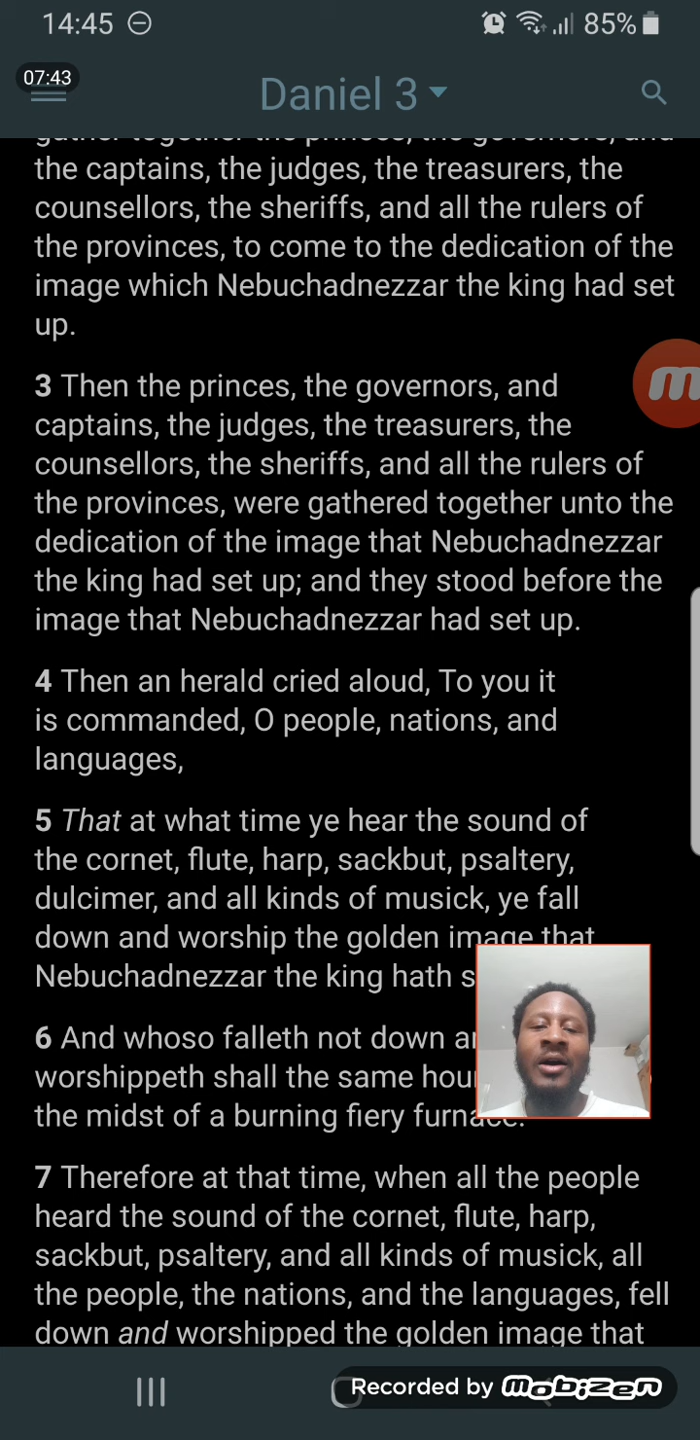 14:45
85%
07:43
Daniel 3
gather together the princes, the governors, and
the captains, the judges, the treasurers, the
counsellors, the sheriffs, and all the rulers of
the provinces, to come to the dedication of the
image which Nebuchadnezzar the king had set
up.
3 Then the princes, the governors, and
captains, the judges, the treasurers, the
counsellors, the sheriffs, and all the rulers of
the provinces, were gathered together unto the
dedication of the image that Nebuchadnezzar
the king had set up; and they stood before the
image that Nebuchadnezzar had set up.
4 Then an herald cried aloud, To you it
is commanded, O people, nations, and
languages,
5 That at what time ye hear the sound of
the cornet, flute, harp, sackbut, psaltery,
dulcimer, and all kinds of musick, ye fall
down and worship the golden image that
Nebuchadnezzar the king hath s
6 And whoso falleth not down a
worshippeth shall the same hou
the midst of a burning fiery furnace.
7 Therefore at that time, when all the people
heard the sound of the cornet, flute, harp,
sackbut, psaltery, and all kinds of musick, all
the people, the nations, and the languages, fell
down and worshipped the golden image that
Recorded by mobizen